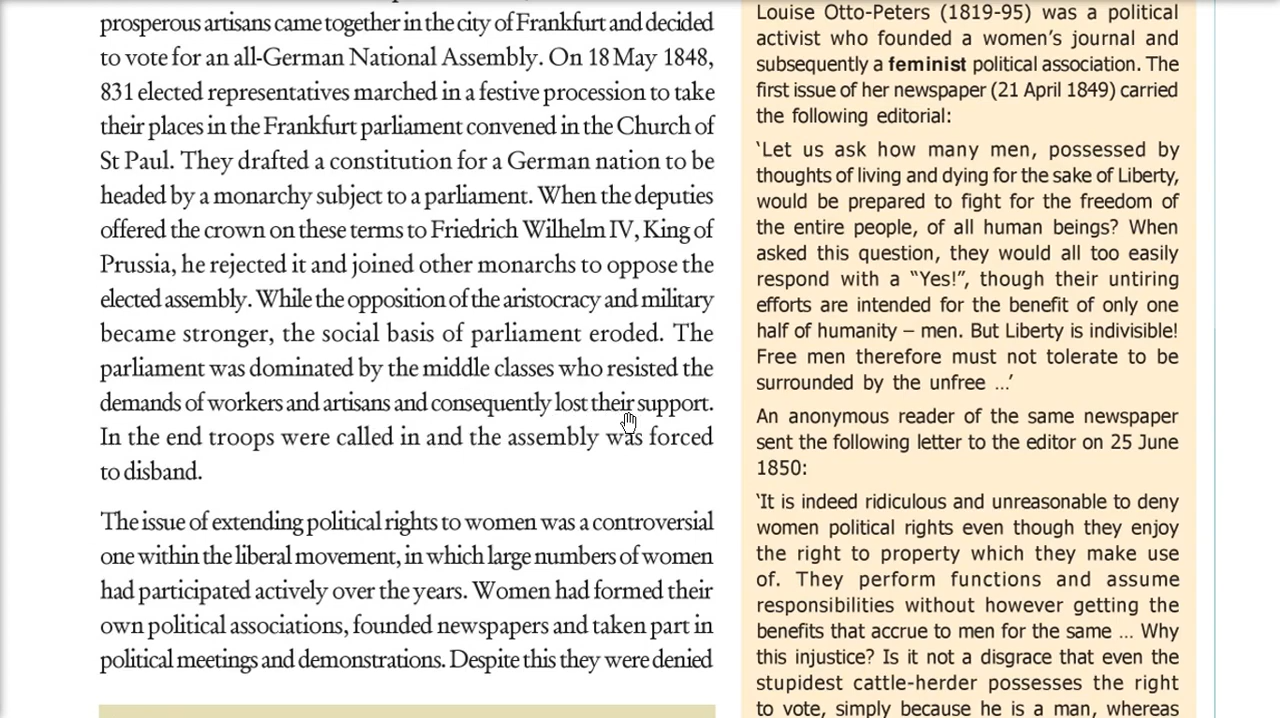 prosperous artisans came together in the city of Frankfurt and decided
to vote for an all-German National Assembly. On 18 May 1848,
831 elected representatives marched in a festive procession to take
their places in the Frankfurt parliament convened in the Church of
St Paul. They drafted a constitution for a German nation to be
headed by a monarchy subject to a parliament. When the deputies
offered the crown on these terms to Friedrich Wilhelm IV, King of
Prussia, he rejected it and joined other monarchs to oppose the
elected assembly. While the opposition of the aristocracy and military
became stronger, the social basis of parliament eroded. The
parliament was dominated by the middle classes who resisted the
demands of workers and artisans and consequently lost their support.
In the end troops were called in and the assembly was forced
to disband.
The issue of extending political rights to women was a controversial
one within the liberal movement, in which large numbers of women
had participated actively over the years. Women had formed their
own political associations, founded newspapers and taken part in
political meetings and demonstrations. Despite this they were denied
Louise Otto-Peters (1819-95) was a political
activist who founded a women's journal and
subsequently a feminist political association. The
first issue of her newspaper (21 April 1849) carried
the following editorial:
‘Let us ask how many men, possessed by
thoughts of living and dying for the sake of Liberty,
would be prepared to fight for the freedom of
the entire people, of all human beings? When
asked this question, they would all too easily
respond with a “Yes!”, though their untiring
efforts are intended for the benefit of only one
half of humanity – men. But Liberty is indivisible!
Free men therefore must not tolerate to be
surrounded by the unfree …’
An anonymous reader of the same newspaper
sent the following letter to the editor on 25 June
1850:
‘It is indeed ridiculous and unreasonable to deny
women political rights even though they enjoy
the right to property which they make use
of. They perform functions and assume
responsibilities without however getting the
benefits that accrue to men for the same … Why
this injustice? Is it not a disgrace that even the
stupidest cattle-herder possesses the right
to vote, simply because he is a man, whereas